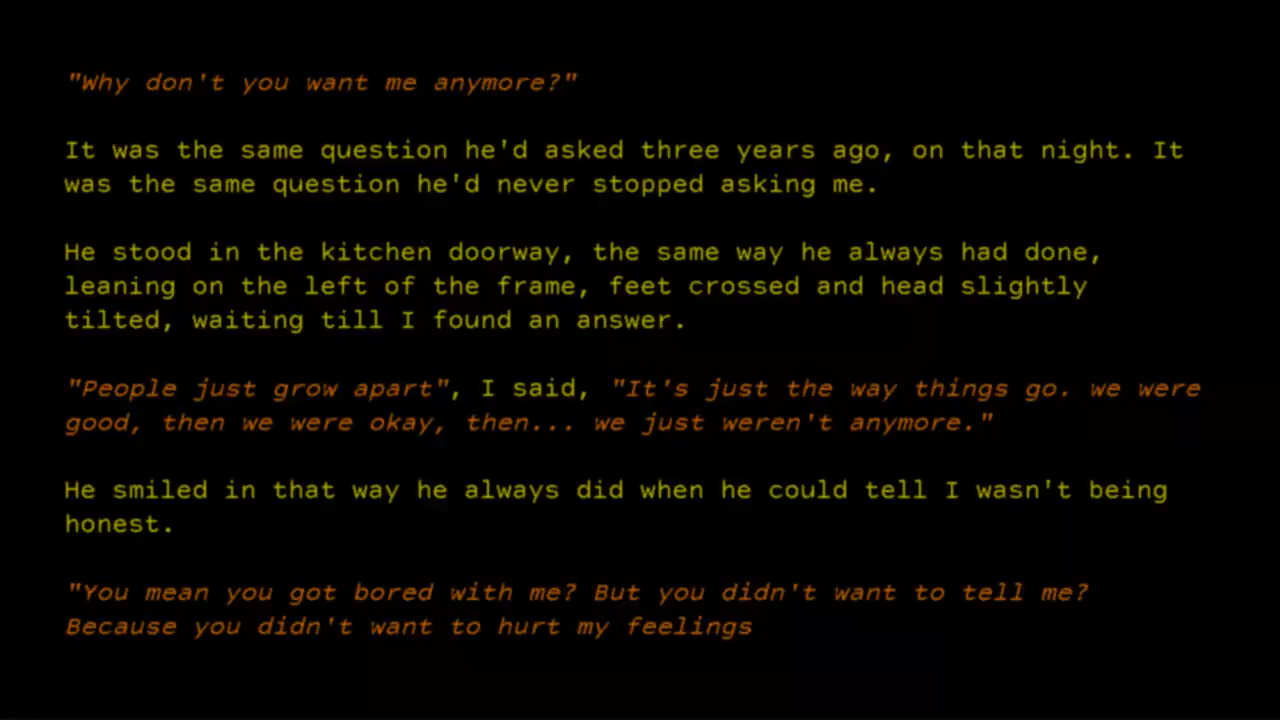 "Why don't you want me anymore?"
It was the same question he'd asked three years ago, on that night. It
was the same question he'd never stopped asking me.
He stood in the kitchen doorway, the same way he always had done,
leaning on the left of the frame, feet crossed and head slightly
tilted, waiting till I found an answer.
"People just grow apart", I said, "It's just the way things go. we were
good, then we were okay, then... we just weren't anymore."
He smiled in that way he always did when he could tell I wasn't being
honest.
"You mean you got bored with me? But you didn't want to tell me?
Because you didn't want to hurt my feelings